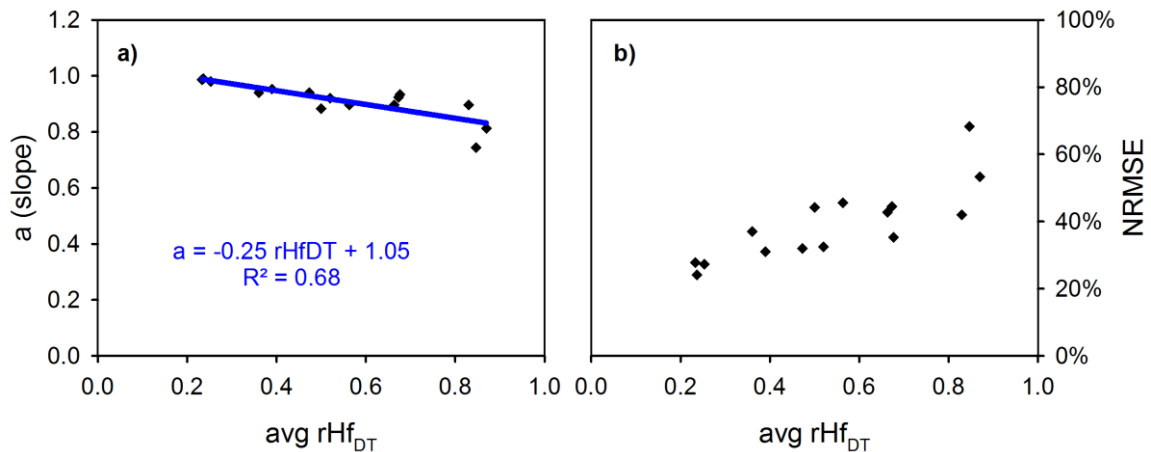 a)
1.2
1.0
0.8
0.6
0.4
0.2
0.0
a (slope)
a = -0.25 rHfDT + 1.05
R² = 0.68
0.0 0.2 0.4 0.6 0.8 1.0
avg rHf_DT
b)
100%
80%
60%
40%
20%
0%
NRMSE
0.0 0.2 0.4 0.6 0.8 1.0
avg rHf_DT